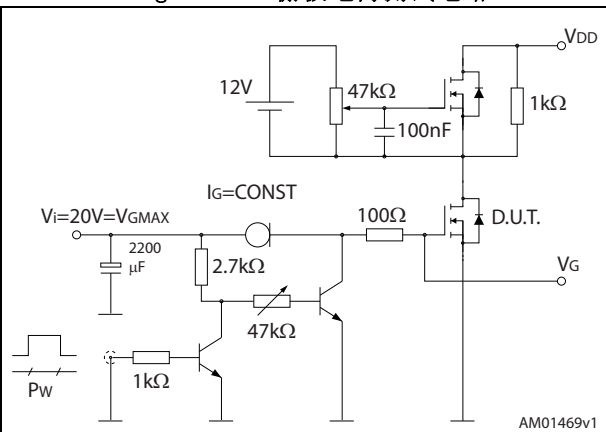 VDD
12V
47kΩ
100nF
1kΩ
IG=CONST
Vi=20V=VGMAX
100Ω
D.U.T.
2200
μF
2.7kΩ
VG
47kΩ
1kΩ
PW
AM01469v1